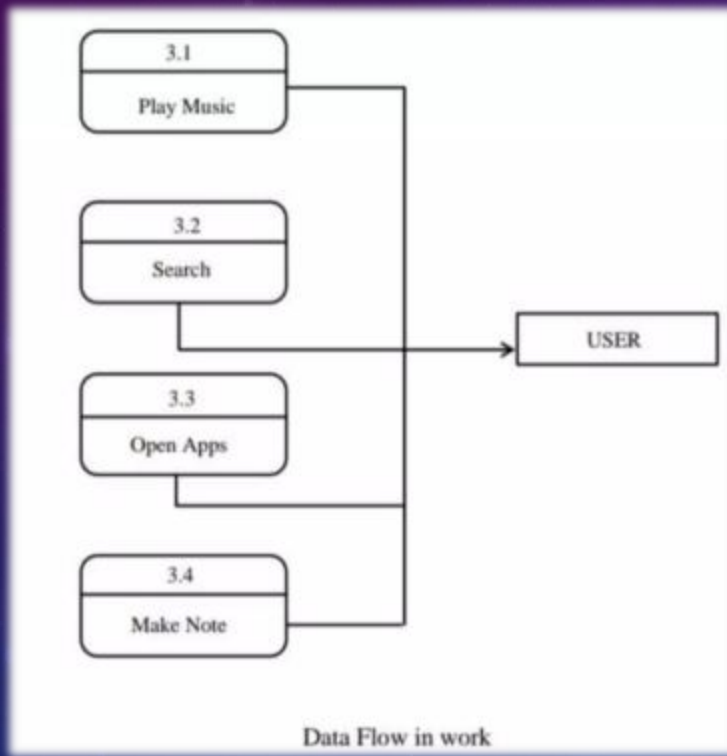 3.1
Play Music
3.2
Search
USER
3.3
Open Apps
3.4
Make Note
Data Flow in work